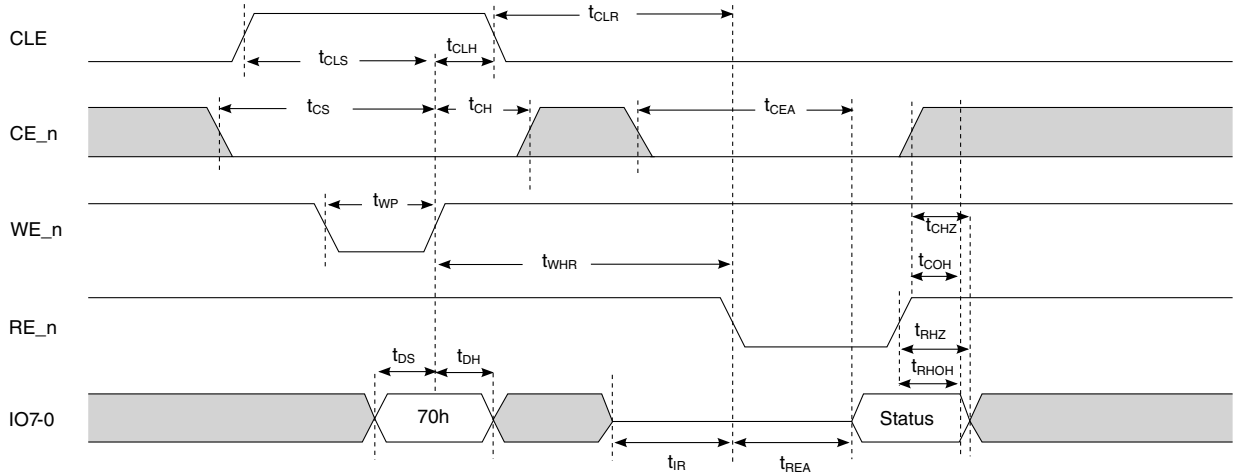 CLE
tCLR
tCLS
tCLH
CE_n
tCS
tCH
tCEA
WE_n
tWP
tCHZ
tWHR
tCOH
RE_n
tRHZ
tDS
tDH
tRHOH
IO7-0
70h
Status
tIR
tREA